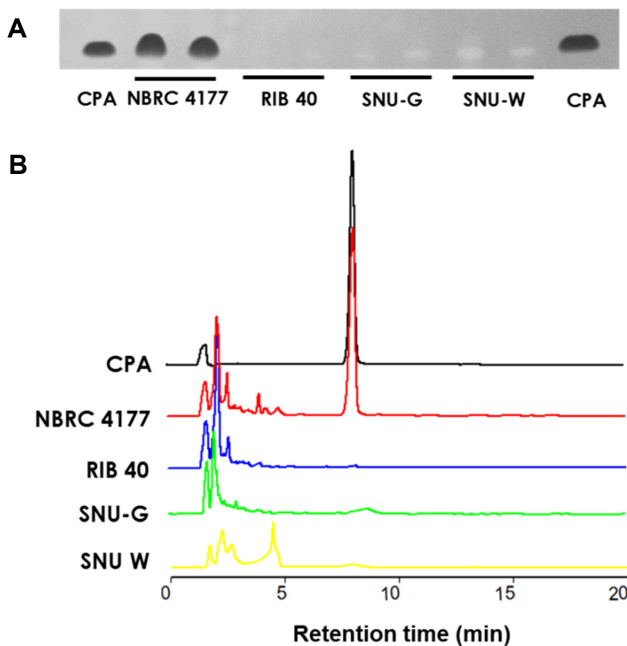 A
CPA NBRC 4177 RIB 40 SNU-G SNU-W CPA
B
CPA
NBRC 4177
RIB 40
SNU-G
SNU W
0 5 10 15 20
Retention time (min)